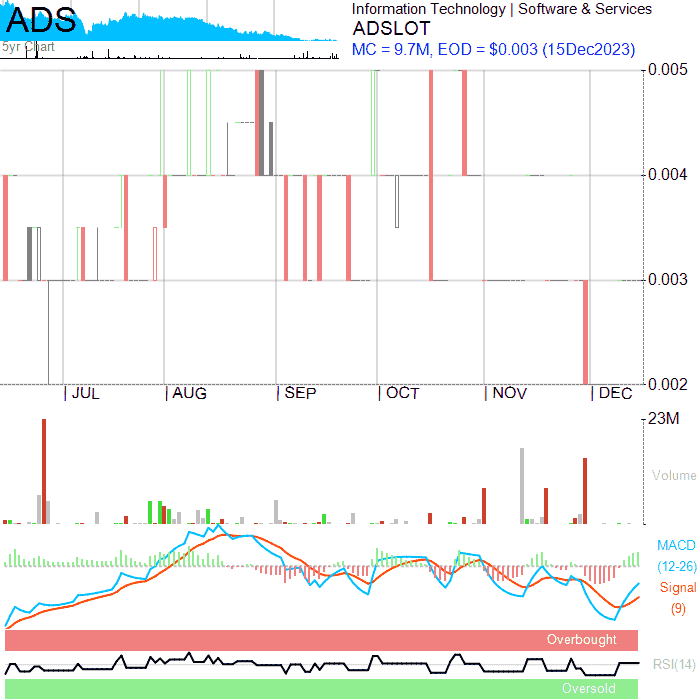 ADS
5yr Chart
Information Technology | Software & Services
ADSLOT
MC = 9.7M, EOD = $0.003 (15Dec2023)
0.005
0.004
0.003
0.002
| JUL | AUG | SEP | OCT | NOV | DEC
23M
Volume
MACD
(12-26)
Signal
(9)
Overbought
RSI(14)
Oversold